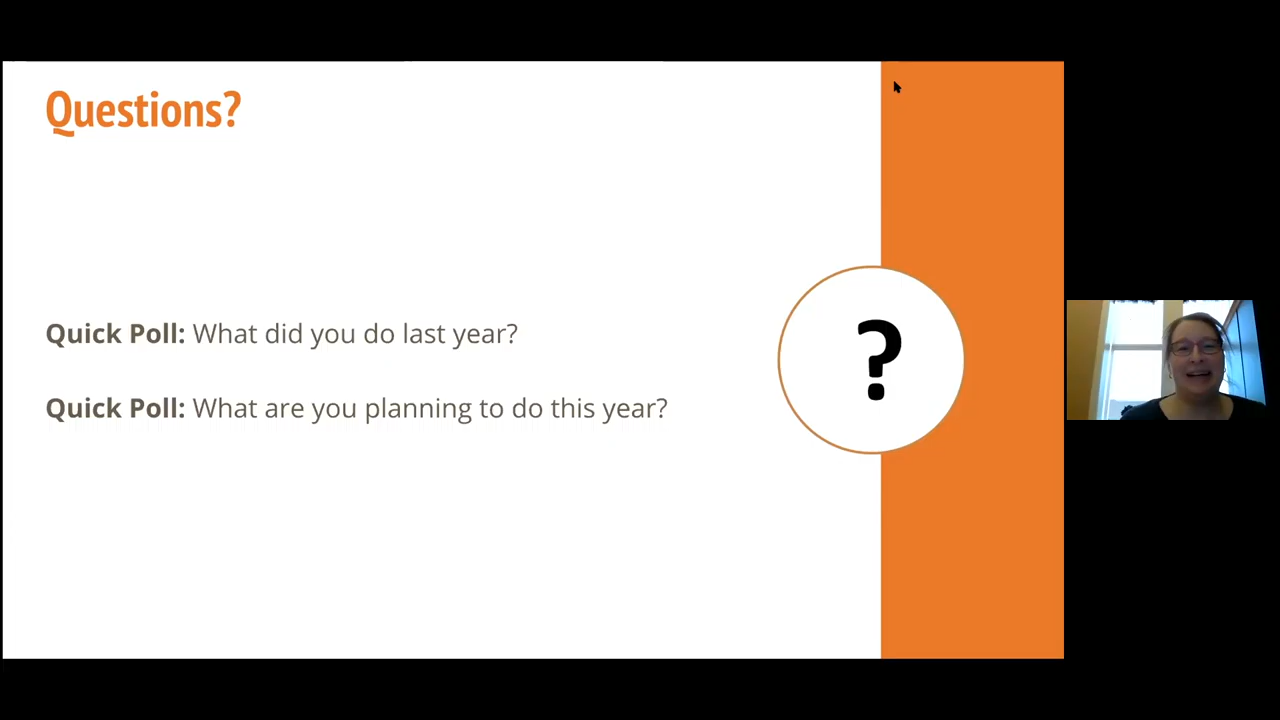 Questions?
Quick Poll: What did you do last year?
Quick Poll: What are you planning to do this year?
?